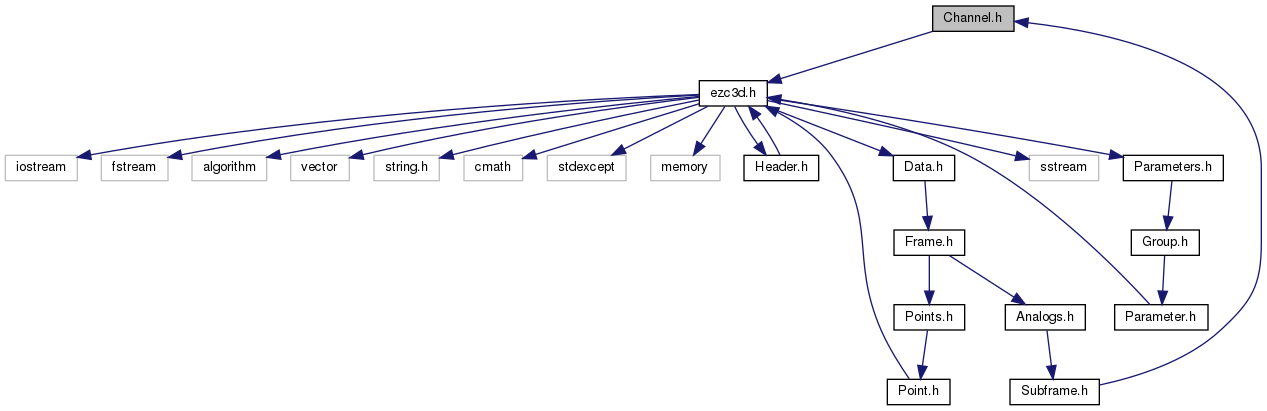 Channel.h
ezc3d.h
iostream
fstream
algorithm
vector
string.h
cmath
stdexcept
memory
Header.h
Data.h
sstream
Parameters.h
Frame.h
Group.h
Points.h
Analogs.h
Parameter.h
Point.h
Subframe.h